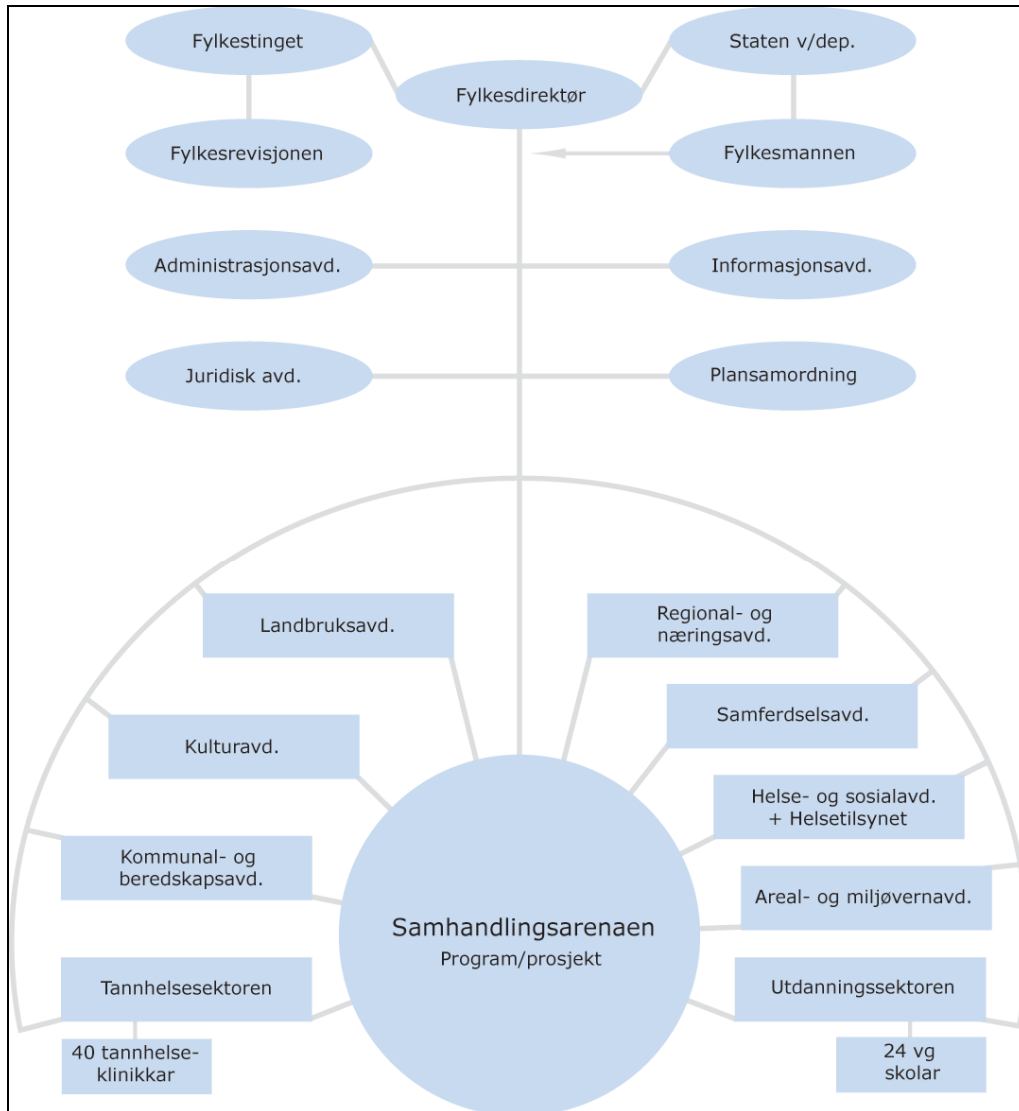 Fylkestinget
Staten v/dep.
Fylkesdirektør
Fylkesrevisjonen
Fylkesmannen
Administrasjonsavd.
Informasjonsavd.
Juridisk avd.
Plansamordning
Landbruksavd.
Regional- og
næringsavd.
Samferdselsavd.
Kulturavd.
Helse- og sosialavd.
+ Helsetilsynet
Kommunal- og
beredskapsavd.
Areal- og miljøvernavd.
Samhandlingsarenaen
Program/prosjekt
Tannhelsesektoren
Utdanningssektoren
40 tannhelse-
klinikkar
24 vg
skolar